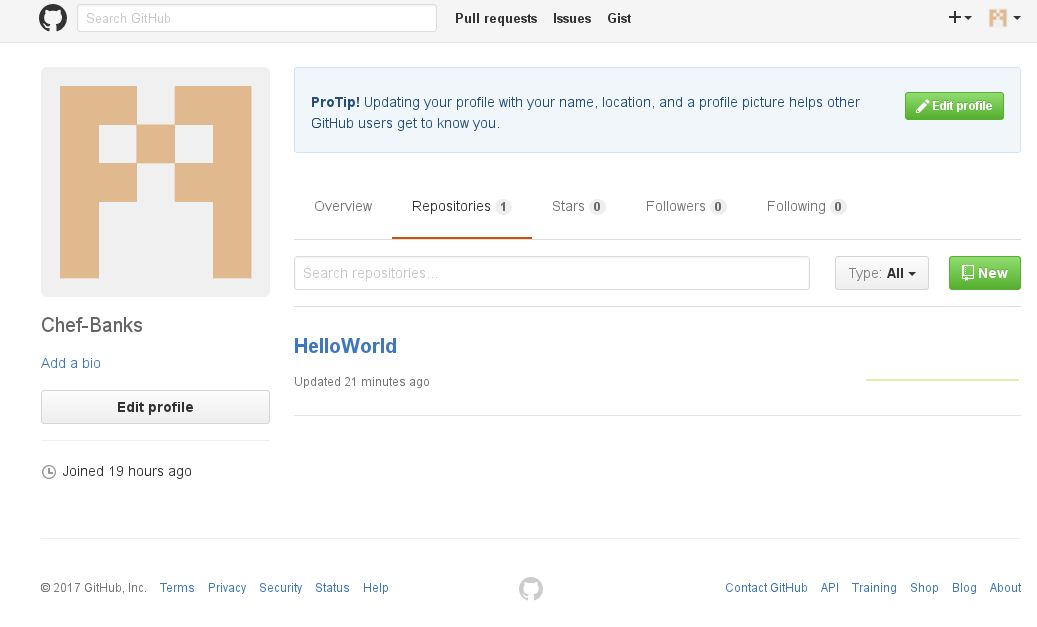 Search GitHub
Pull requests Issues Gist
ProTip! Updating your profile with your name, location, and a profile picture helps other
GitHub users get to know you.
Edit profile
Overview Repositories 1 Stars 0 Followers 0 Following 0
Search repositories...
Type: All
New
Chef-Banks
Add a bio
Edit profile
Joined 19 hours ago
HelloWorld
Updated 21 minutes ago
© 2017 GitHub, Inc. Terms Privacy Security Status Help
Contact GitHub API Training Shop Blog About